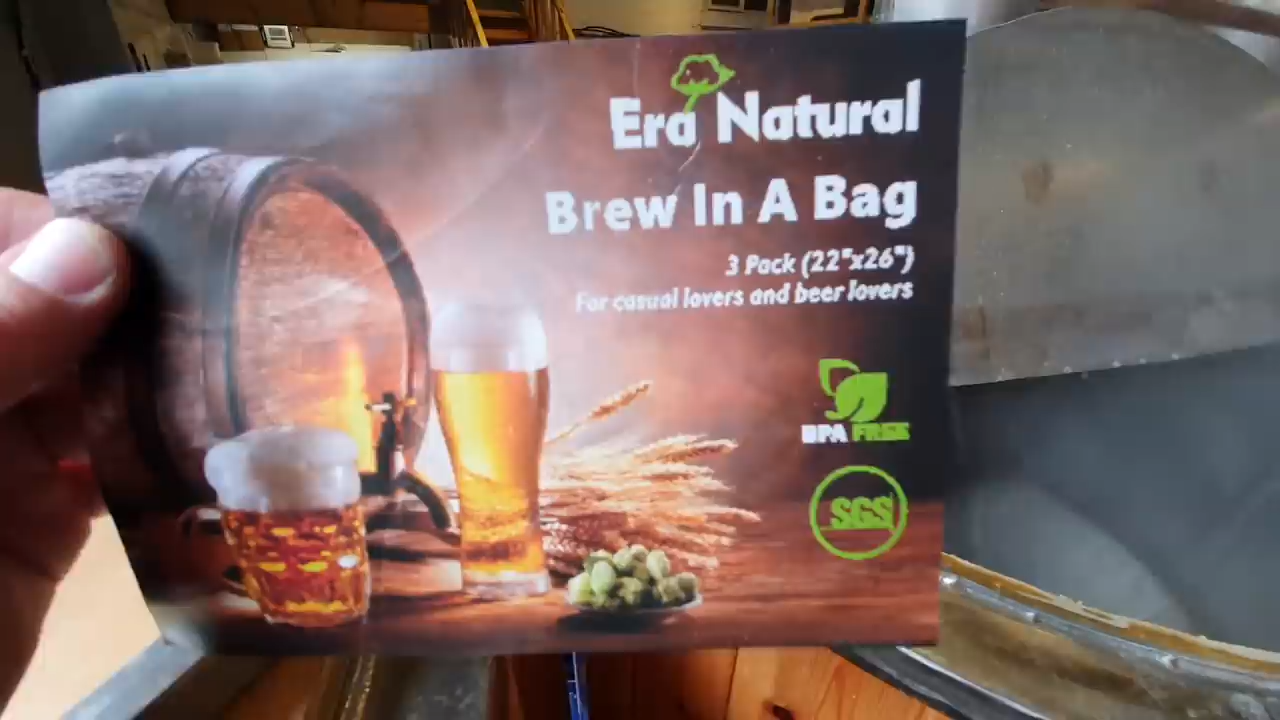 Era Natural
Brew In A Bag
3 Pack (22"x26")
For casual lovers and beer lovers
BPA FREE
SGS